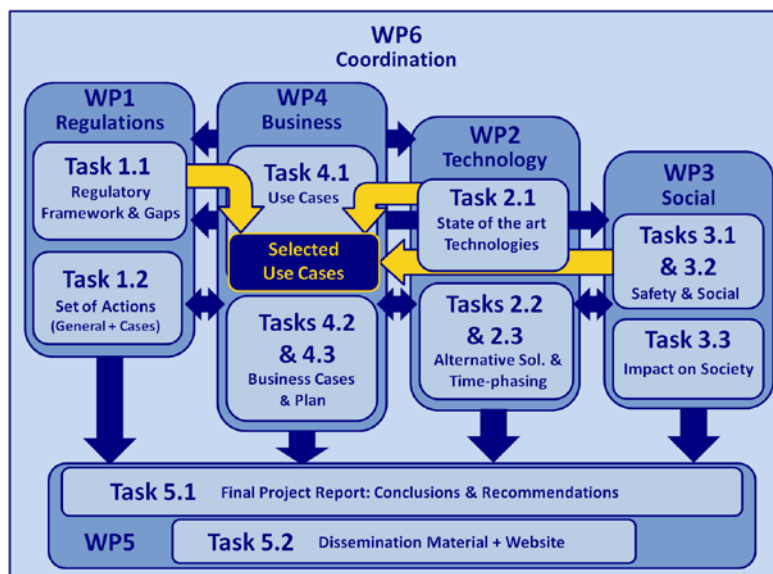 WP6
Coordination
WP1
Regulations
Task 1.1
Regulatory
Framework & Gaps
Task 1.2
Set of Actions
(General + Cases)
WP4
Business
Task 4.1
Use Cases
Selected
Use Cases
Tasks 4.2
& 4.3
Business Cases
& Plan
WP2
Technology
Task 2.1
State of the art
Technologies
Tasks 2.2
& 2.3
Alternative Sol. &
Time-phasing
WP3
Social
Tasks 3.1
& 3.2
Safety & Social
Task 3.3
Impact on Society
Task 5.1 Final Project Report: Conclusions & Recommendations
WP5
Task 5.2 Dissemination Material + Website